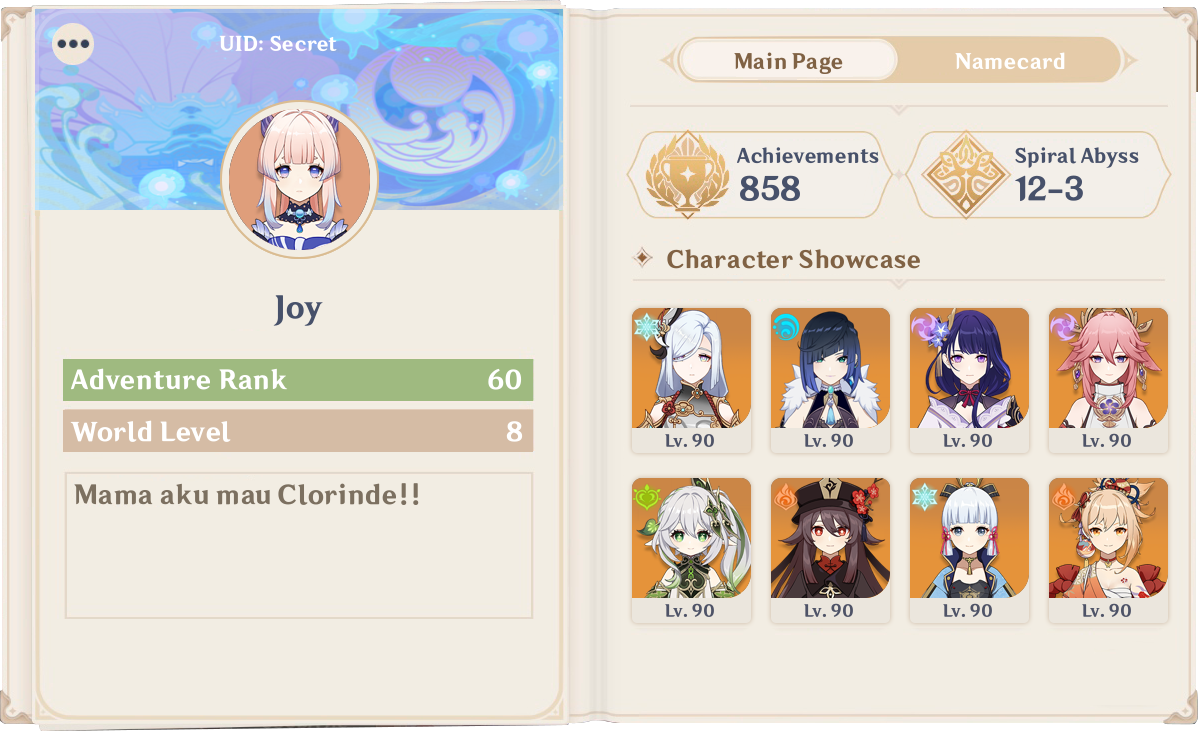 UID: Secret
Joy
Adventure Rank 60
World Level 8
Mama aku mau Clorinde!!
Main Page Namecard
Achievements
858
Spiral Abyss
12-3
Character Showcase
Lv. 90 Lv. 90 Lv. 90 Lv. 90
Lv. 90 Lv. 90 Lv. 90 Lv. 90